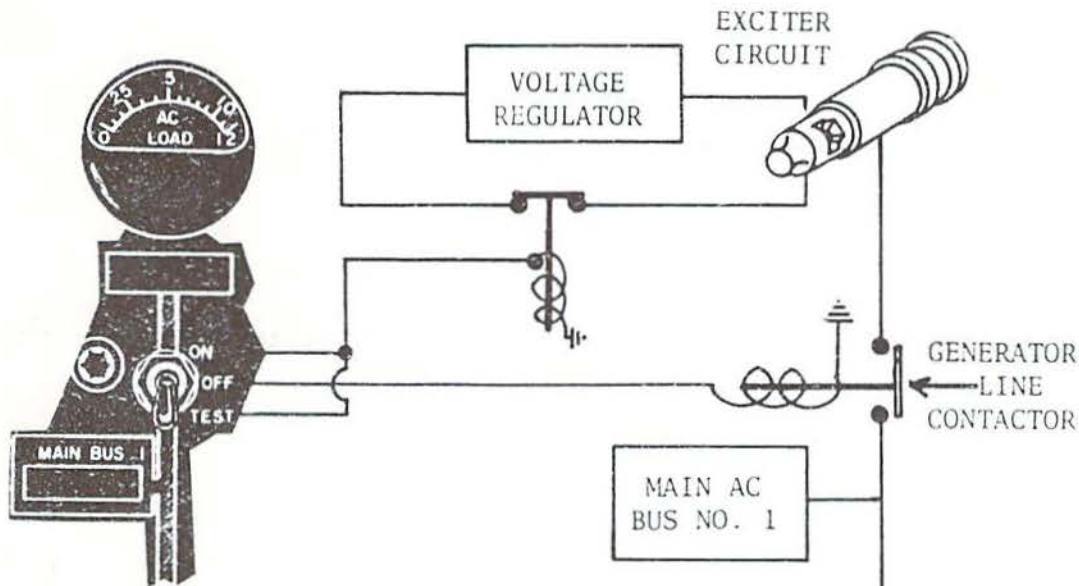 EXCITER
CIRCUIT
VOLTAGE
REGULATOR
0 25 5 10 12
AC
LOAD
ON
OFF
TEST
MAIN BUS 1
GENERATOR
LINE
CONTACTOR
MAIN AC
BUS NO. 1